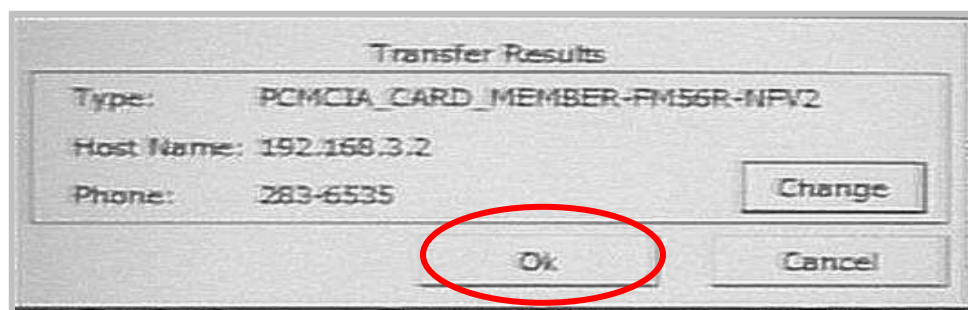 Transfer Results
Type: PCMCIA_CARD_MEMBER-FM56R-NFV2
Host Name: 192.168.3.2
Phone: 283-6535
Change
Ok
Cancel